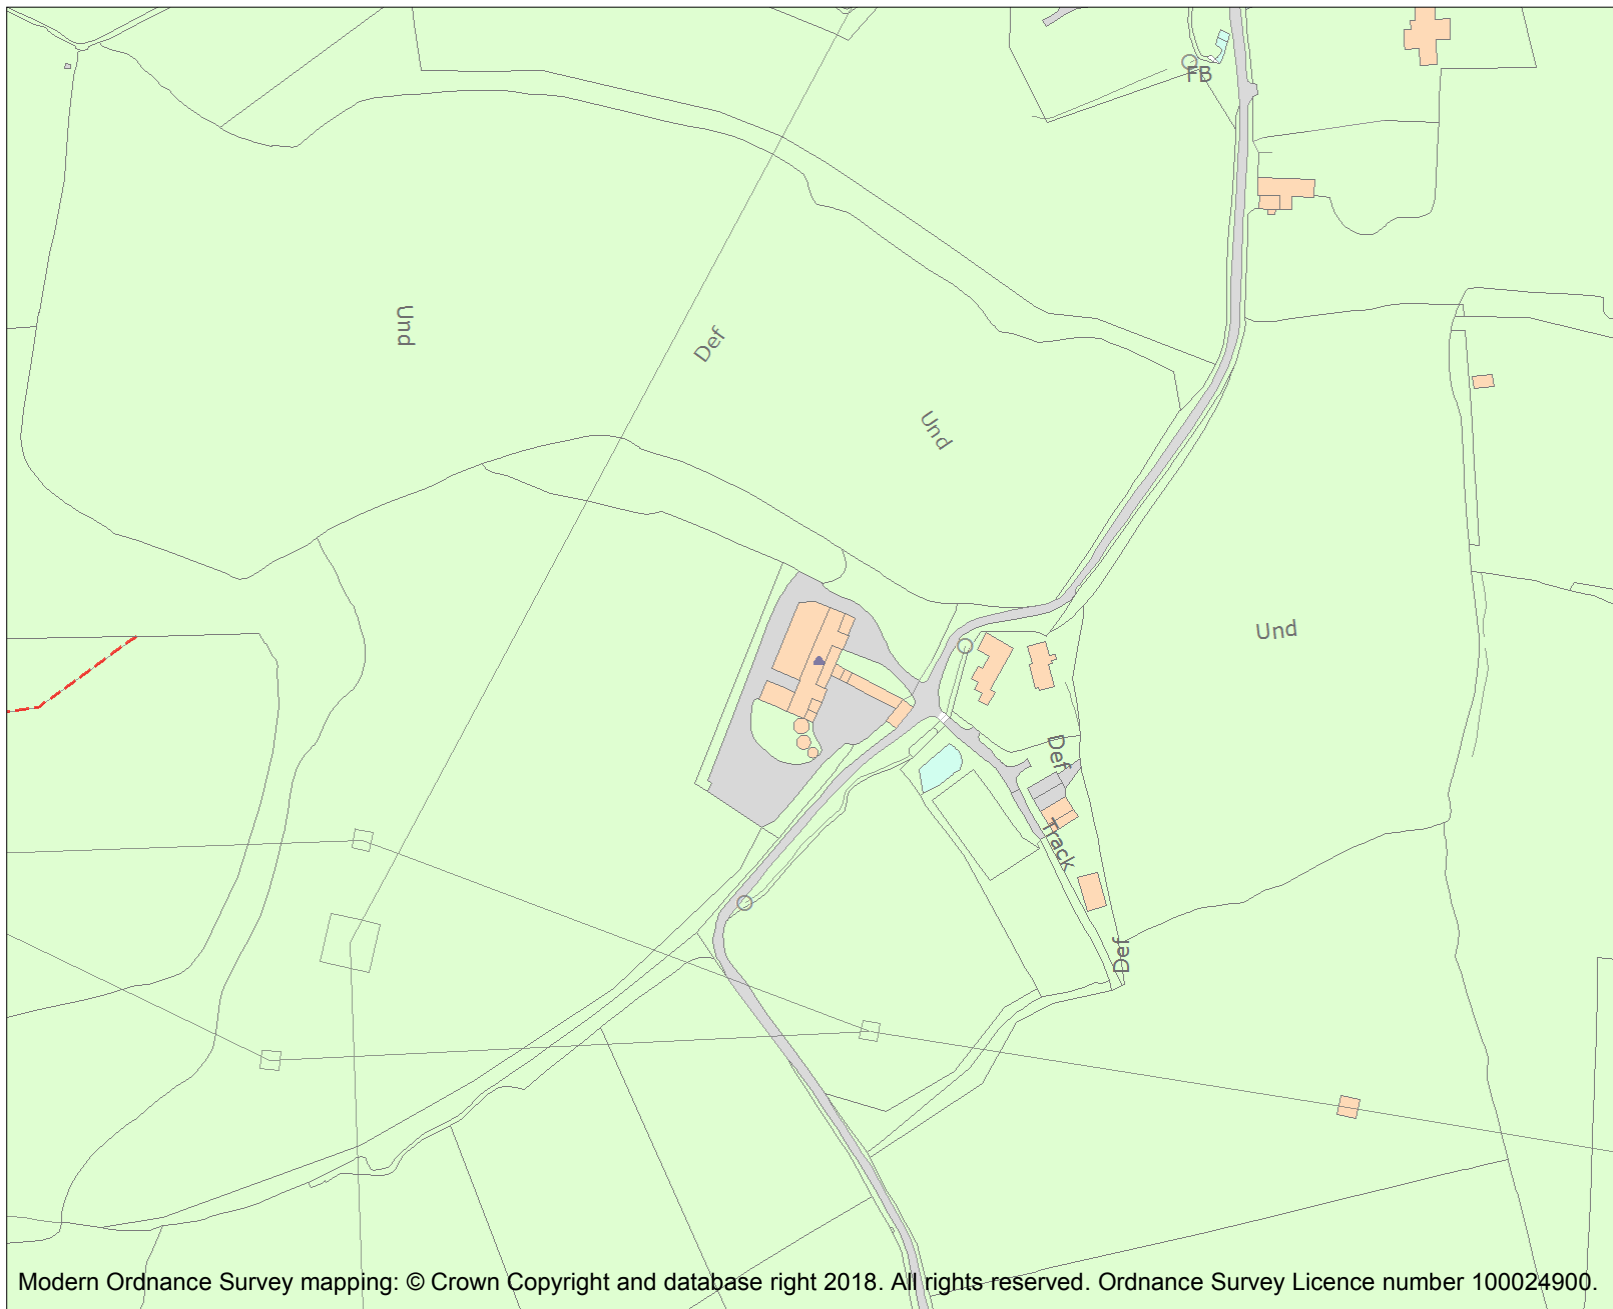 FB
Und
Def
Und
Und
Def
Track
Def
Modern Ordnance Survey mapping: © Crown Copyright and database right 2018. All rights reserved. Ordnance Survey Licence number 100024900.